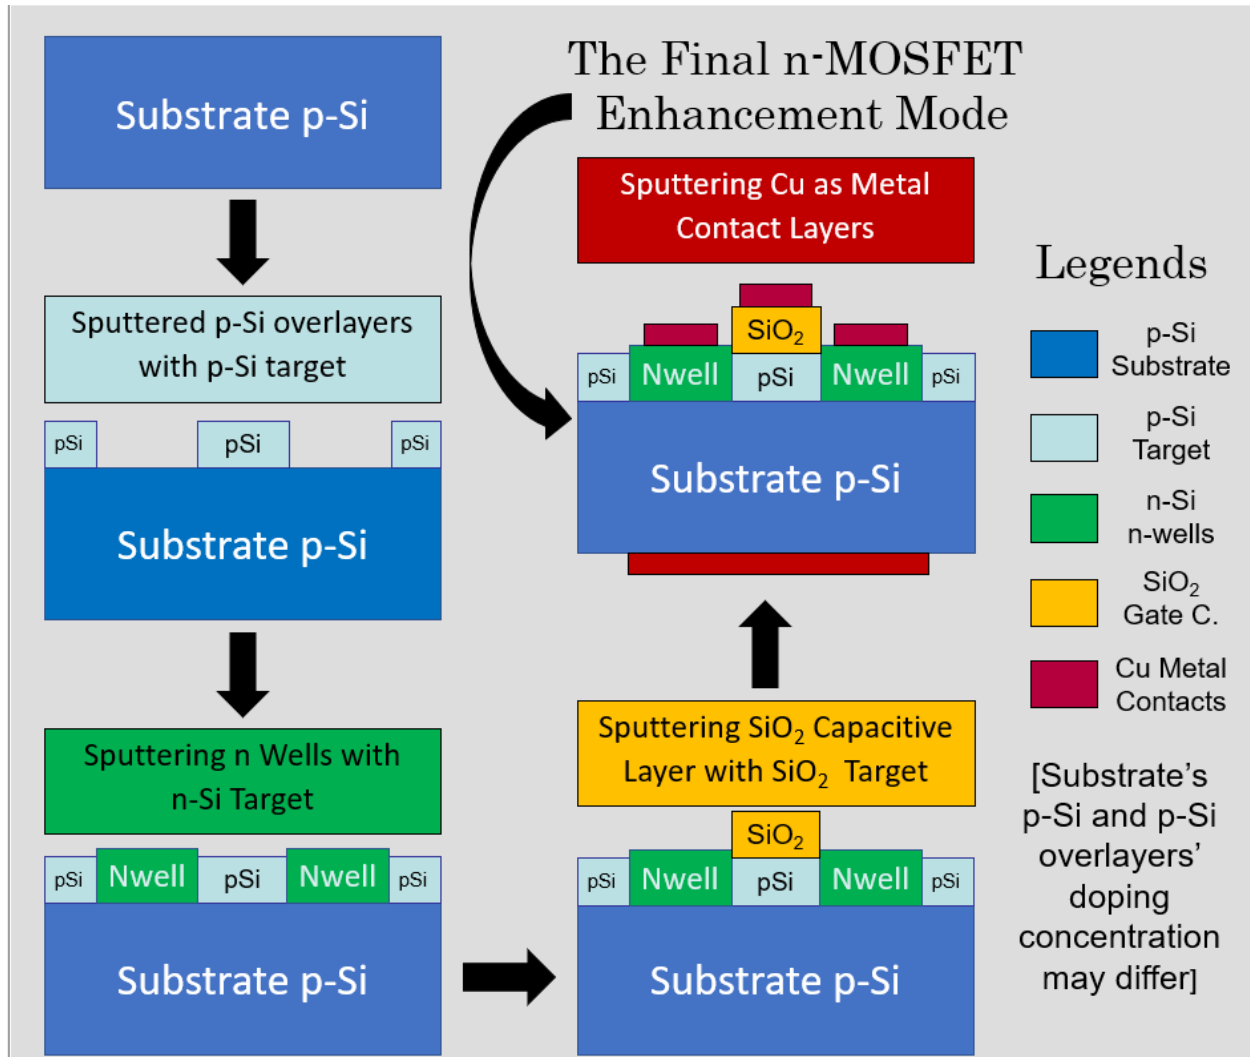 Substrate p-Si
Sputtered p-Si overlayers
with p-Si target
pSi
pSi
pSi
Substrate p-Si
Sputtering n Wells with
n-Si Target
pSi
Nwell
pSi
Nwell
pSi
Substrate p-Si
The Final n-MOSFET
Enhancement Mode
Sputtering Cu as Metal
Contact Layers
SiO₂
pSi
Nwell
pSi
Nwell
pSi
Substrate p-Si
Sputtering SiO₂ Capacitive
Layer with SiO₂ Target
SiO₂
pSi
Nwell
pSi
Nwell
pSi
Substrate p-Si
Legends
p-Si
Substrate
p-Si
Target
n-Si
n-wells
SiO₂
Gate C.
Cu Metal
Contacts
[Substrate's
p-Si and p-Si
overlayers'
doping
concentration
may differ]